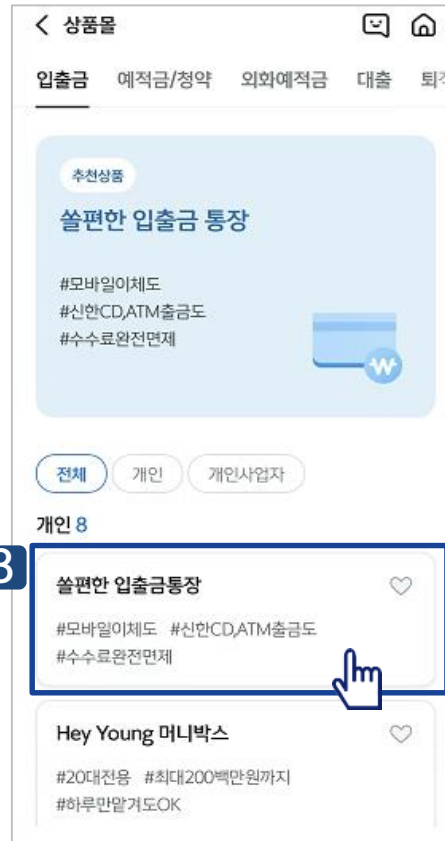 상품몰
입출금 예적금/청약 외화예적금 대출
추천상품
쏠편한 입출금 통장
#모바일이체도
#신한CD,ATM출금도
#수수료완전면제
전체 개인 개인사업자
개인 8
쏠편한 입출금통장
#모바일이체도 #신한CD,ATM출금도
#수수료완전면제
Hey Young 머니박스
#20대전용 #최대200백만원까지
#하루만맡겨도OK